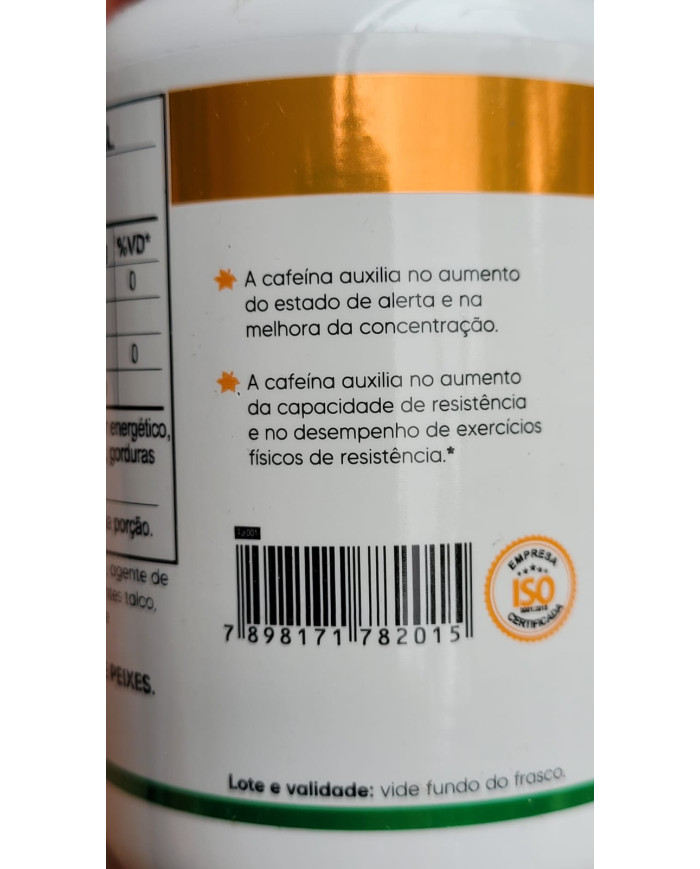 %VD*
0
0
energético,
gorduras
porção.
agente de
talco,
PEIXES.
A cafeína auxilia no aumento
do estado de alerta e na
melhora da concentração.
A cafeína auxilia no aumento
da capacidade de resistência
e no desempenho de exercícios
físicos de resistência.*
7 898171 782015
EMPRESA
ISO
CERTIFICADA
Lote e validade: vide fundo do frasco.